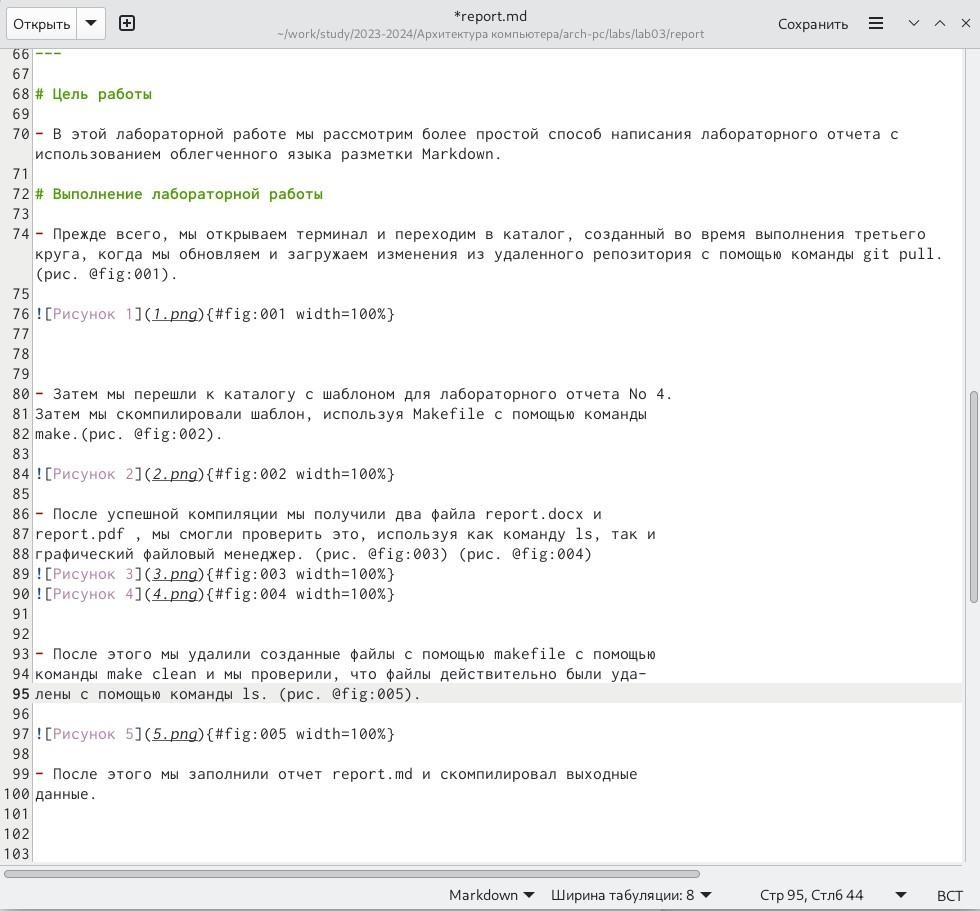 Открыть
*report.md
~/work/study/2023-2024/Архитектура компьютера/arch-pc/labs/lab03/report
Сохранить
66 ---
67
68 # Цель работы
69
70 - В этой лабораторной работе мы рассмотрим более простой способ написания лабораторного отчета с
использованием облегченного языка разметки Markdown.
71
72 # Выполнение лабораторной работы
73
74 - Прежде всего, мы открываем терминал и переходим в каталог, созданный во время выполнения третьего
круга, когда мы обновляем и загружаем изменения из удаленного репозитория с помощью команды git pull.
(рис. @fig:001).
75
76 ![Рисунок 1](1.png){#fig:001 width=100%}
77
78
79
80 - Затем мы перешли к каталогу с шаблоном для лабораторного отчета No 4.
81 Затем мы скомпилировали шаблон, используя Makefile с помощью команды
82 make.(рис. @fig:002).
83
84 ![Рисунок 2](2.png){#fig:002 width=100%}
85
86 - После успешной компиляции мы получили два файла report.docx и
87 report.pdf , мы смогли проверить это, используя как команду ls, так и
88 графический файловый менеджер. (рис. @fig:003) (рис. @fig:004)
89 ![Рисунок 3](3.png){#fig:003 width=100%}
90 ![Рисунок 4](4.png){#fig:004 width=100%}
91
92
93 - После этого мы удалили созданные файлы с помощью makefile с помощью
94 команды make clean и мы проверили, что файлы действительно были уда-
95 лены с помощью команды ls. (рис. @fig:005).
96
97 ![Рисунок 5](5.png){#fig:005 width=100%}
98
99 - После этого мы заполнили отчет report.md и скомпилировал выходные
100 данные.
101
102
103
Markdown Ширина табуляции: 8 Стр 95, Стлб 44 ВСТ